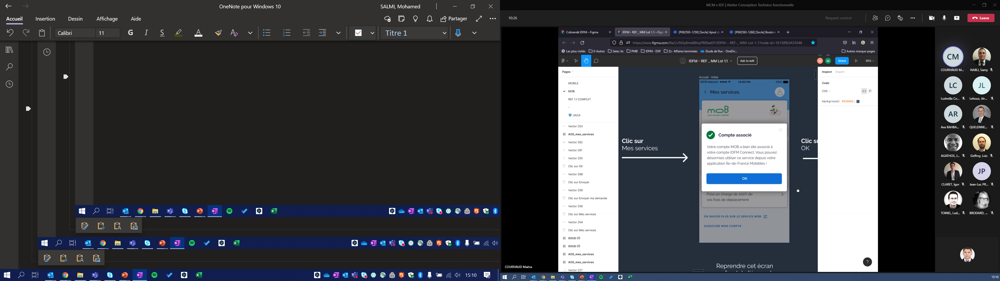 OneNote pour Windows 10
SALMI, Mohamed
Accueil Insertion Dessin Affichage Aide
Partager
Calibri 11 G I S A Titre 1
15:10
MCM x IDF | Atelier Conception Technico fonctionnelle
10:26
Request control
Leave
Cobrandé IDFM – Figma
IDFM - REF _ MM Lot 1.1 – Figm
[P002593-1259] [Socle] Ajout d
[P002593-1260] [Socle] Boutons
https://www.figma.com/file/LUSt0y8me88IcyFRE8ad0Y/IDFM---REF-_-MM-Lot-1.1?node-id=16158%3A33046
Les plus visités
0-Autres
Setec its
PMB
IDFM - DSP
Zz- Affaires terminées
Etude de flux - OneDri...
Autres marque-pages
IDFM - REF _ MM Lot 1.1
Ask to edit
M M
Share
96%
Pages
MOBILE
MOB
REF 1.1 COMPLET
-
UX/UI
Vector 253
AOS_mes_services
Vector 262
Vector 261
Vector 255
Clic sur OK
Vector 260
Clic sur Envoyer
Vector 259
Clic sur Envoyer ma demande
Vector 258
Clic sur Mes services
Vector 254
Clic sur Mes services
SOUS (1)
SOUS (1)
AOS_mes_services
AOS_mes_services
Vector 227
Clic sur
Mes services
Accueil - initial
IDFM telecom 12:00 PM 100%
Mes services
moB
mon compte mobilité
Compte associé
Votre compte MOB a bien été associé à
votre compte IDFM Connect. Vous pouvez
désormais utiliser ce service depuis votre
application Île-de-France Mobilités !
OK
Prise en charge de 100% de
vos frais de déplacement
EN SAVOIR PLUS SUR LE SERVICE MOB
DISSOCIER MON COMPTE
Clic su
OK
Reprendre cet écran
Inspect Export
Code
CSS
background: #53606E;
?
COURIVAUD Maëva
CM
COURIVAUD M...
NABLI, Samy
LC
Ludmilla Co...
JL
Lehoux, Jér...
AR
Ava RAHBA...
QUELENNE...
AGATHOS, J...
Geffroy, Loic
CLARET, Igor
JP
Jean-Luc PR...
TOINEL, Lud...
BRODARD, ...
15:10